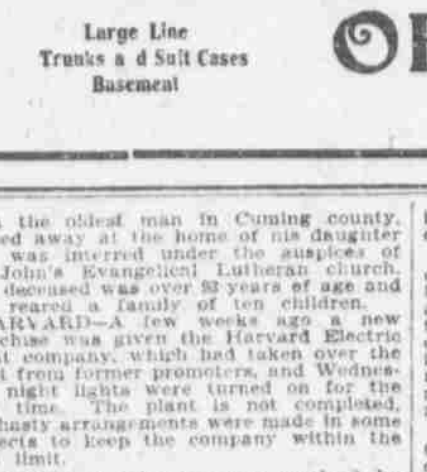 Large Line
Trunks a d Suit Cases
Basement
O
the oldest man in Cuming county,
ed away at the home of his daughter
was interred under the auspices of
John's Evangelical Lutheran church.
deceased was over 93 years of age and
reared a family of ten children.
ARVARD—A few weeks ago a new
chise was given the Harvard Electric
t company, which had taken over the
t from former promoters, and Wednes-
night lights were turned on for the
time. The plant is not completed,
hasty arrangements were made in some
ects to keep the company within the
limit.